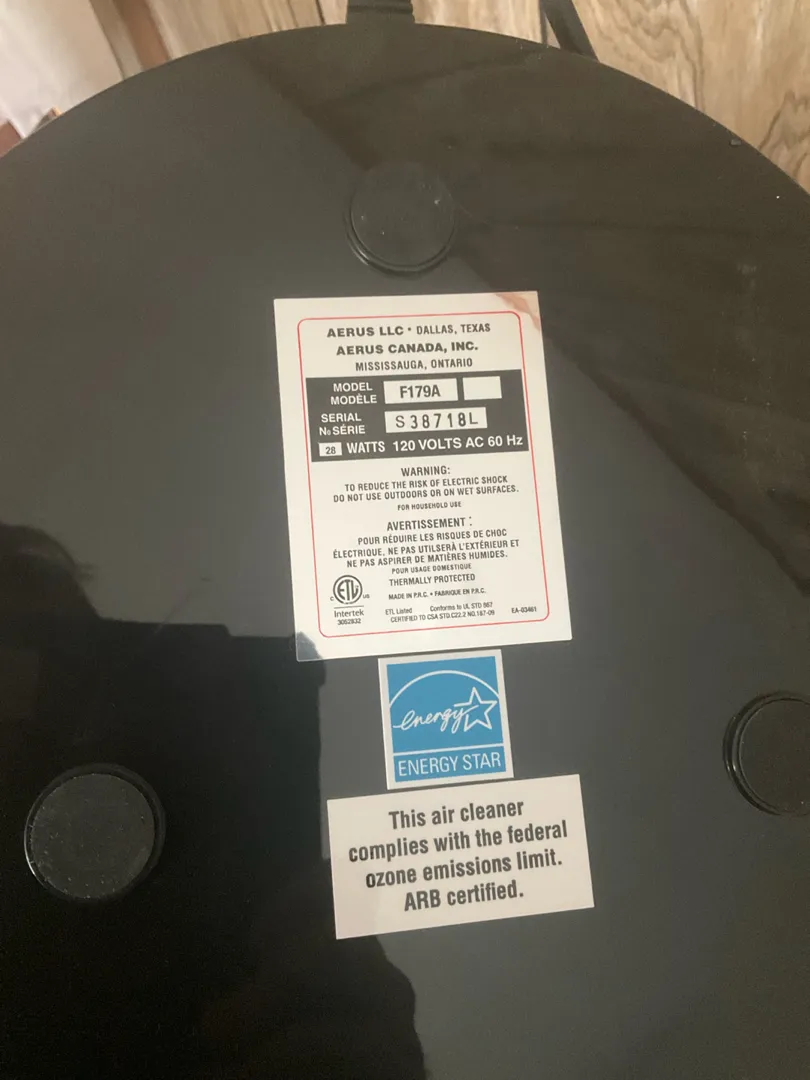 AERUS LLC • DALLAS, TEXAS
AERUS CANADA, INC.
MISSISSAUGA, ONTARIO
MODEL
MODÈLE
F179A
SERIAL
No SÉRIE
S38718L
28 WATTS 120 VOLTS AC 60 Hz
WARNING:
TO REDUCE THE RISK OF ELECTRIC SHOCK
DO NOT USE OUTDOORS OR ON WET SURFACES.
FOR HOUSEHOLD USE
AVERTISSEMENT :
POUR RÉDUIRE LES RISQUES DE CHOC
ÉLECTRIQUE, NE PAS UTILSERÀ L'EXTÉRIEUR ET
NE PAS ASPIRER DE MATIÈRES HUMIDES.
POUR USAGE DOMESTIQUE
THERMALLY PROTECTED
MADE IN P.R.C. • FABRIQUE EN P.R.C.
C ETL US
Intertek
3052832
ETL Listed Conforms to UL STD 867
CERTIFIED TO CSA STD.C22.2 NO.187-09
EA-83461
energy
ENERGY STAR
This air cleaner
complies with the federal
ozone emissions limit.
ARB certified.